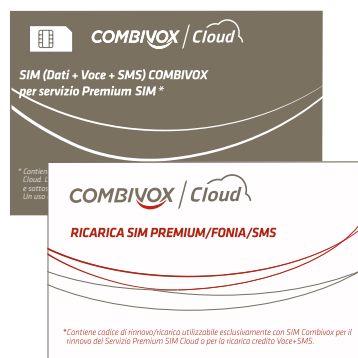 COMBIVOX Cloud
SIM (Dati + Voce + SMS) COMBIVOX
per servizio Premium SIM *
* Contien
Cloud. L
e sottos
Un uso
COMBIVOX Cloud
RICARICA SIM PREMIUM/FONIA/SMS
*Contiene codice di rinnovo/ricarica utilizzabile esclusivamente con SIM Combivox per il
rinnovo del Servizio Premium SIM Cloud o per la ricarica credito Voce+SMS.